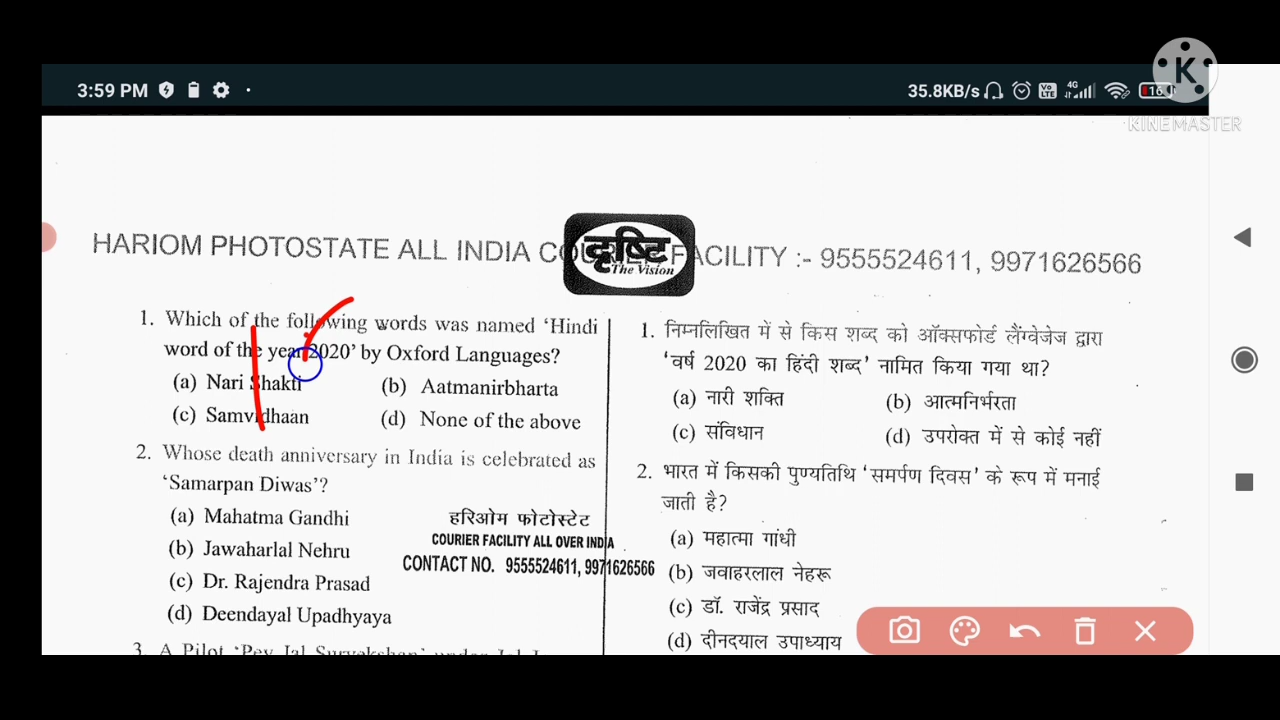 3:59 PM
35.8KB/s
Vo LTE
4G
16
K
KINEMASTER
HARIOM PHOTOSTATE ALL INDIA COURIER FACILITY :- 9555524611, 9971626566
दृष्टि
The Vision
1. Which of the following words was named ‘Hindi
word of the year 2020’ by Oxford Languages?
(a) Nari Shakti (b) Aatmanirbharta
(c) Samvidhaan (d) None of the above
2. Whose death anniversary in India is celebrated as
‘Samarpan Diwas’?
(a) Mahatma Gandhi
(b) Jawaharlal Nehru
(c) Dr. Rajendra Prasad
(d) Deendayal Upadhyaya
हरिओम फोटोस्टेट
COURIER FACILITY ALL OVER INDIA
CONTACT NO. 9555524611, 9971626566
1. निम्नलिखित में से किस शब्द को ऑक्सफोर्ड लैंग्वेजेज द्वारा
‘वर्ष 2020 का हिंदी शब्द’ नामित किया गया था?
(a) नारी शक्ति (b) आत्मनिर्भरता
(c) संविधान (d) उपरोक्त में से कोई नहीं
2. भारत में किसकी पुण्यतिथि ‘समर्पण दिवस’ के रूप में मनाई
जाती है?
(a) महात्मा गांधी
(b) जवाहरलाल नेहरू
(c) डॉ. राजेंद्र प्रसाद
(d) दीनदयाल उपाध्याय